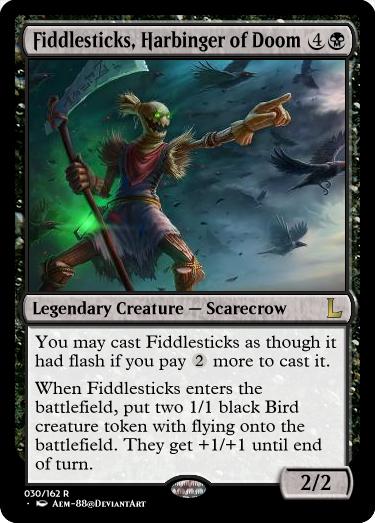 Fiddlesticks, Harbinger of Doom 4
Legendary Creature — Scarecrow L
You may cast Fiddlesticks as though it
had flash if you pay 2 more to cast it.
When Fiddlesticks enters the
battlefield, put two 1/1 black Bird
creature token with flying onto the
battlefield. They get +1/+1 until end
of turn.
2/2
030/162 R
Aem-88@DeviantArt